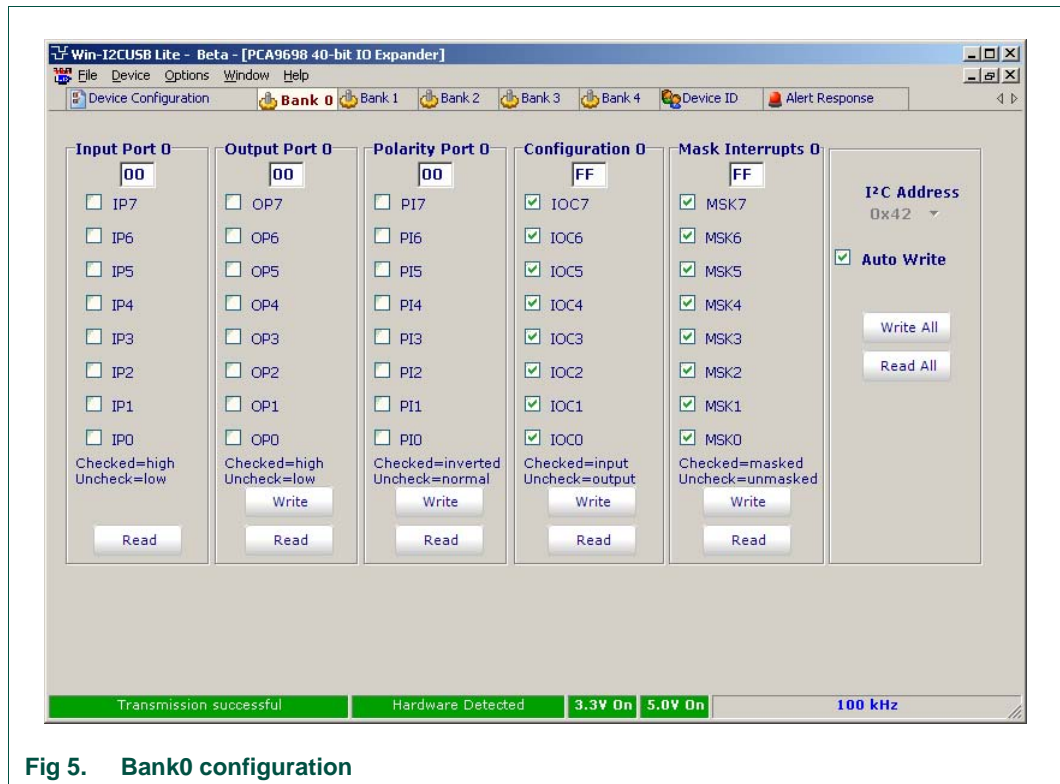 Win-I2CUSB Lite - Beta - [PCA9698 40-bit IO Expander]
File Device Options Window Help
Device Configuration Bank 0 Bank 1 Bank 2 Bank 3 Bank 4 Device ID Alert Response
Input Port 0 Output Port 0 Polarity Port 0 Configuration 0 Mask Interrupts 0
00 00 00 FF FF
I²C Address
0x42
IP7 OP7 PI7 IOC7 MSK7
IP6 OP6 PI6 IOC6 MSK6
Auto Write
IP5 OP5 PI5 IOC5 MSK5
IP4 OP4 PI4 IOC4 MSK4
Write All
IP3 OP3 PI3 IOC3 MSK3
Read All
IP2 OP2 PI2 IOC2 MSK2
IP1 OP1 PI1 IOC1 MSK1
IP0 OP0 PI0 IOC0 MSK0
Checked=high Checked=high Checked=inverted Checked=input Checked=masked
Uncheck=low Uncheck=low Uncheck=normal Uncheck=output Uncheck=unmasked
Write Write Write Write
Read Read Read Read Read
Transmission successful Hardware Detected 3.3V On 5.0V On 100 kHz
Fig 5. Bank0 configuration